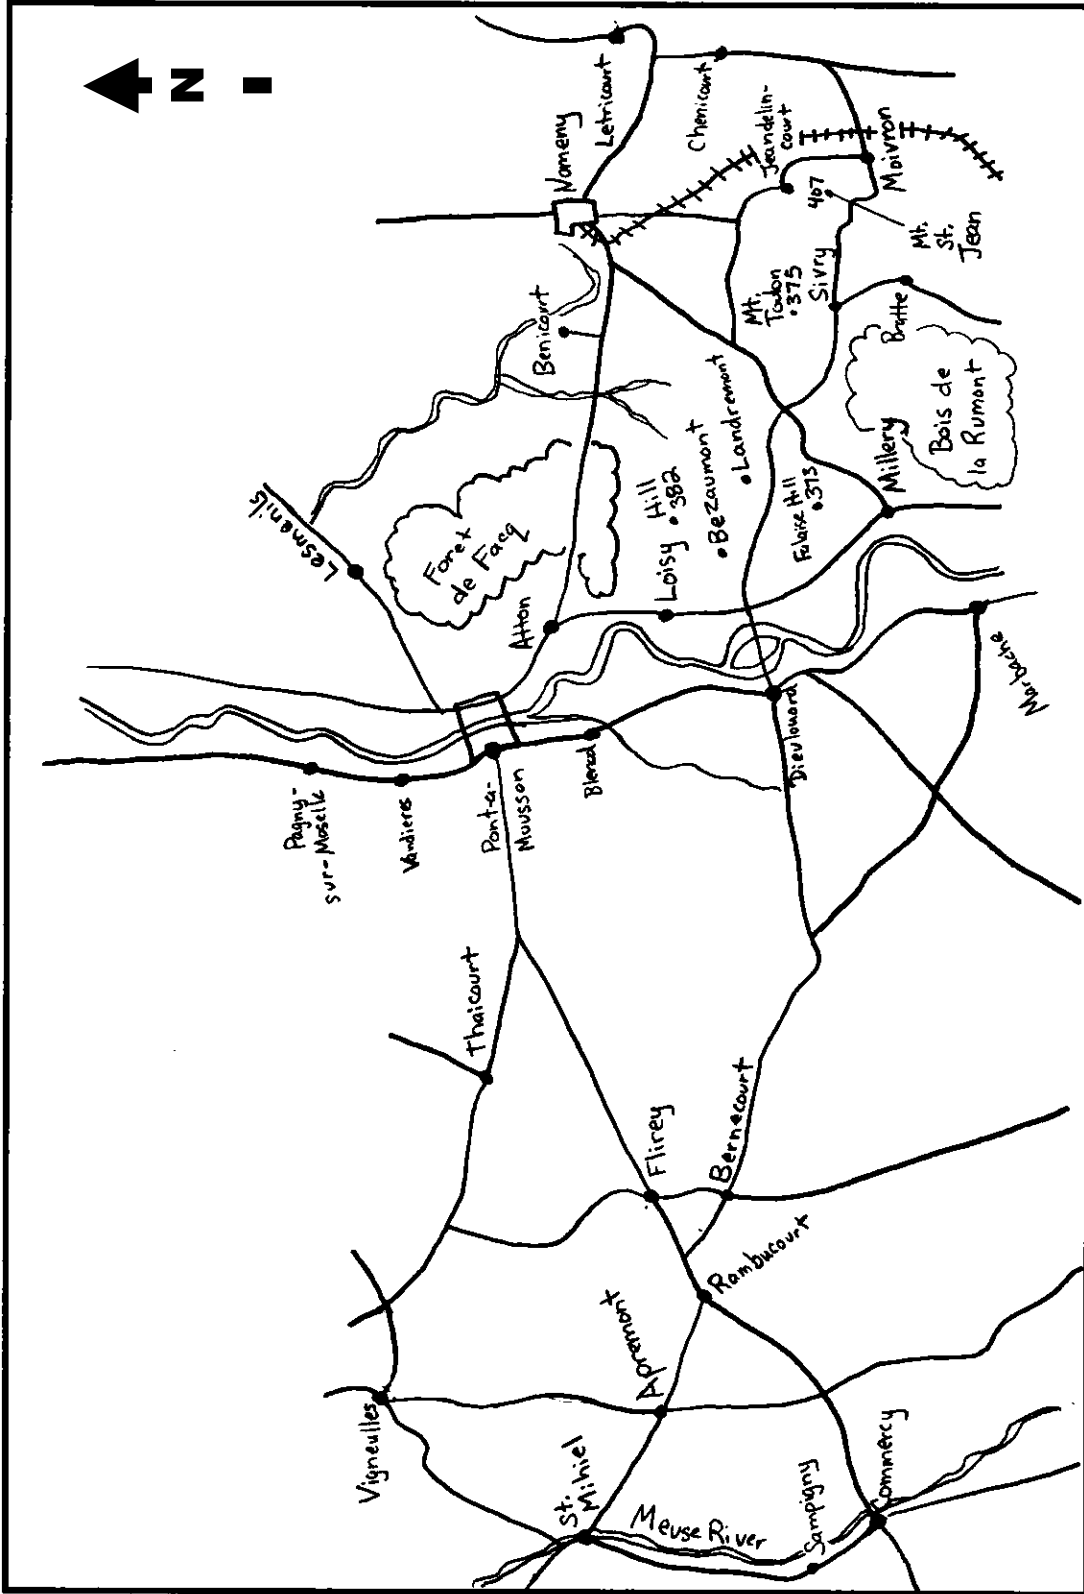 N
Lesmenils
Pagny-
sur-Moselle
Vandieres
Vigneulles
Thaicourt
Pont-a-
Mousson
Foret
de Facq
Atton
Benicourt
Nomeny
Letricourt
St.
Mihiel
Blenod
Apremont
Flirey
Loisy
Hill
• 382
Chenicourt
Meuse River
Bernecourt
Bezaumont
Landremont
Mt.
Toulon
• 375
Jeandelin-
court
Rambucourt
Dieulouard
Falaise Hill
• 373
Sivry
407
Sampigny
Commercy
Millery
Bratte
Moivron
Mt.
St.
Jean
Bois de
la Rumont
Marbache